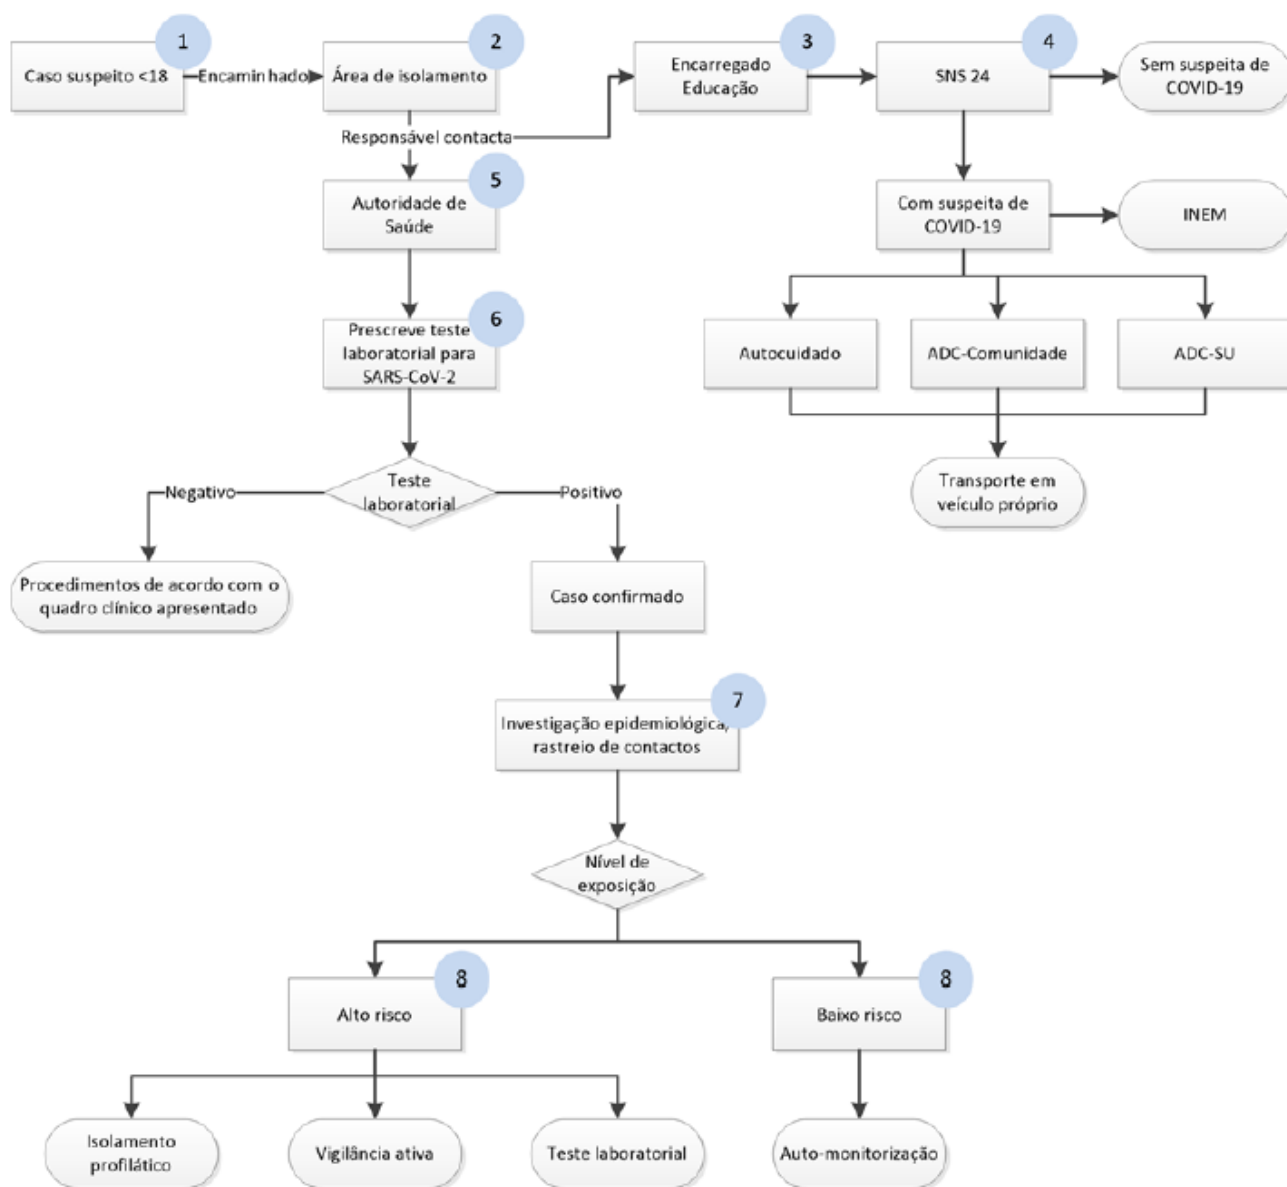 1
2
3
4
Caso suspeito <18
Encaminhado
Área de isolamento
Encarregado
Educação
SNS 24
Sem suspeita de
COVID-19
Responsável contacta
5
Autoridade de
Saúde
Com suspeita de
COVID-19
INEM
6
Prescreve teste
laboratorial para
SARS-CoV-2
Autocuidado
ADC-Comunidade
ADC-SU
Negativo
Teste
laboratorial
Positivo
Transporte em
veículo próprio
Procedimentos de acordo com o
quadro clínico apresentado
Caso confirmado
7
Investigação epidemiológica,
rastreio de contactos
Nível de
exposição
8
8
Alto risco
Baixo risco
Isolamento
profilático
Vigilância ativa
Teste laboratorial
Auto-monitorização